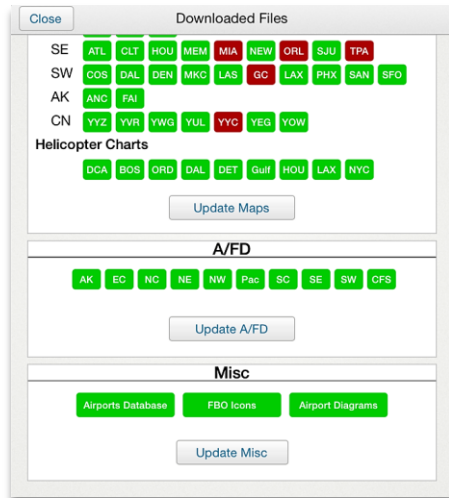 Close Downloaded Files
SE ATL CLT HOU MEM MIA NEW ORL SJU TPA
SW COS DAL DEN MKC LAS GC LAX PHX SAN SFO
AK ANC FAI
CN YYZ YVR YWG YUL YYC YEG YOW
Helicopter Charts
DCA BOS ORD DAL DET Gulf HOU LAX NYC
Update Maps
A/FD
AK EC NC NE NW Pac SC SE SW CFS
Update A/FD
Misc
Airports Database FBO Icons Airport Diagrams
Update Misc